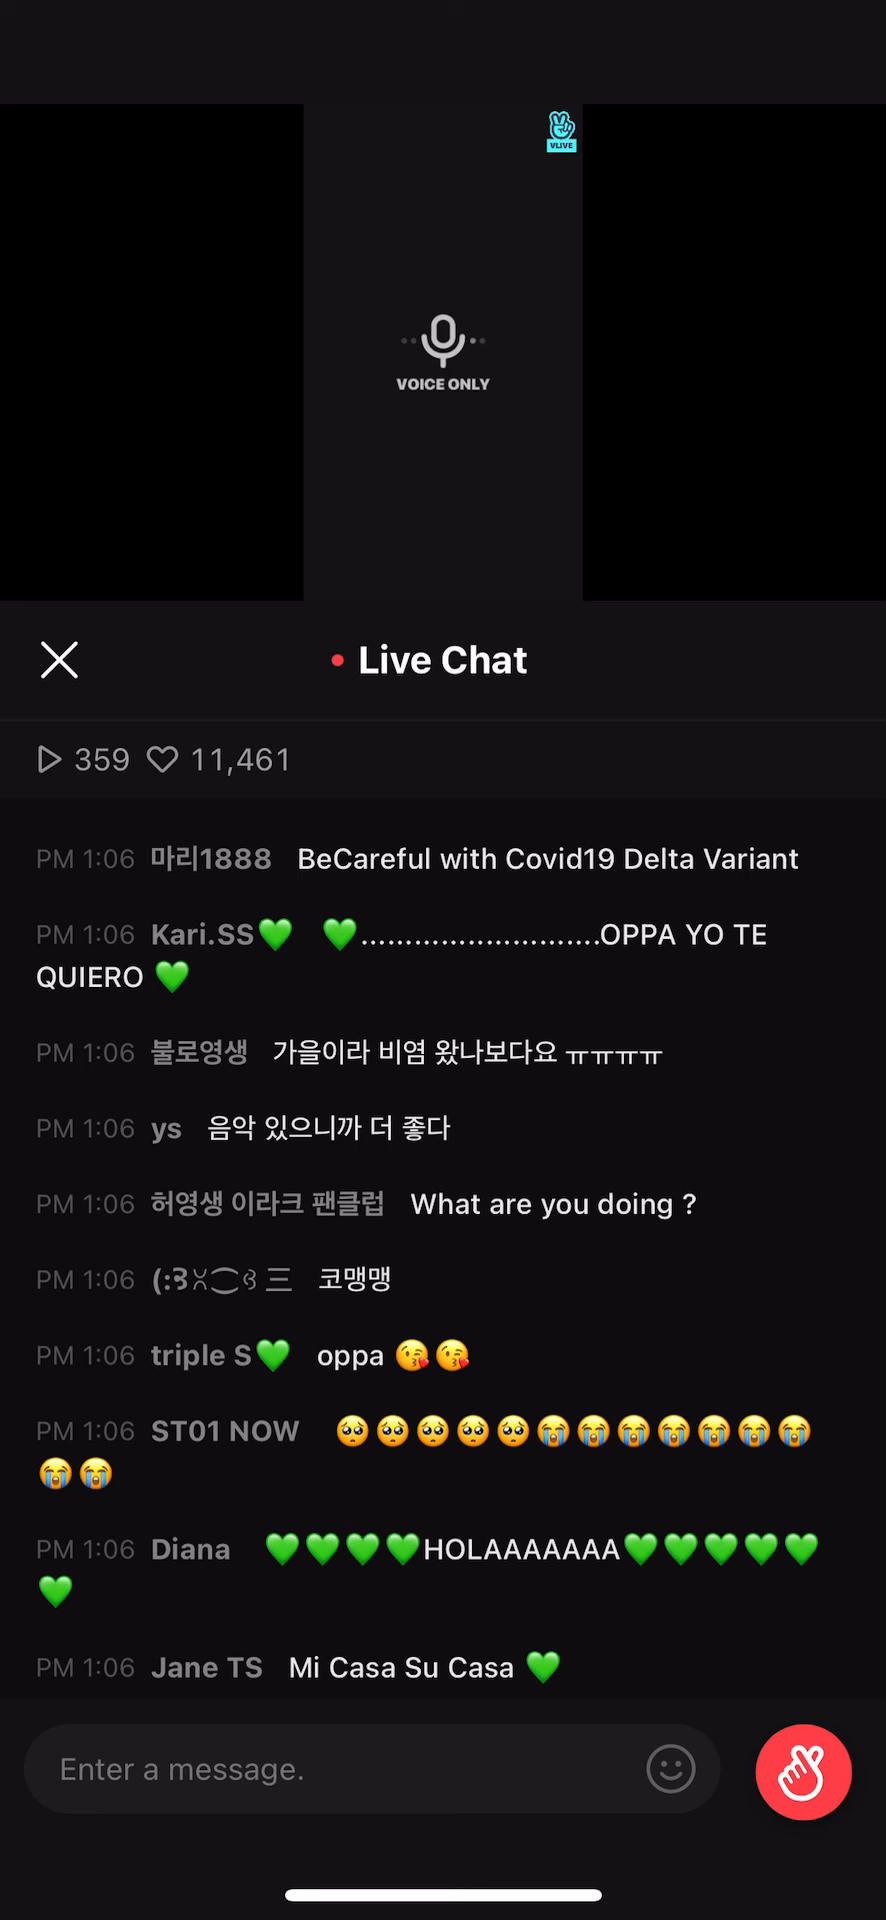 VLIVE
VOICE ONLY
Live Chat
359 11,461
PM 1:06 마리1888 BeCareful with Covid19 Delta Variant
PM 1:06 Kari.SS💚 💚............................OPPA YO TE
QUIERO 💚
PM 1:06 불로영생 가을이라 비염 왔나보다요 ㅠㅠㅠㅠ
PM 1:06 ys 음악 있으니까 더 좋다
PM 1:06 허영생 이라크 팬클럽 What are you doing ?
PM 1:06 코맹맹
PM 1:06 triple S💚 oppa 😘😘
PM 1:06 ST01 NOW 🥺🥺🥺🥺🥺😭😭😭😭😭😭😭
😭😭
PM 1:06 Diana 💚💚💚💚HOLAAAAAAA💚💚💚💚💚
💚
PM 1:06 Jane TS Mi Casa Su Casa 💚
Enter a message.